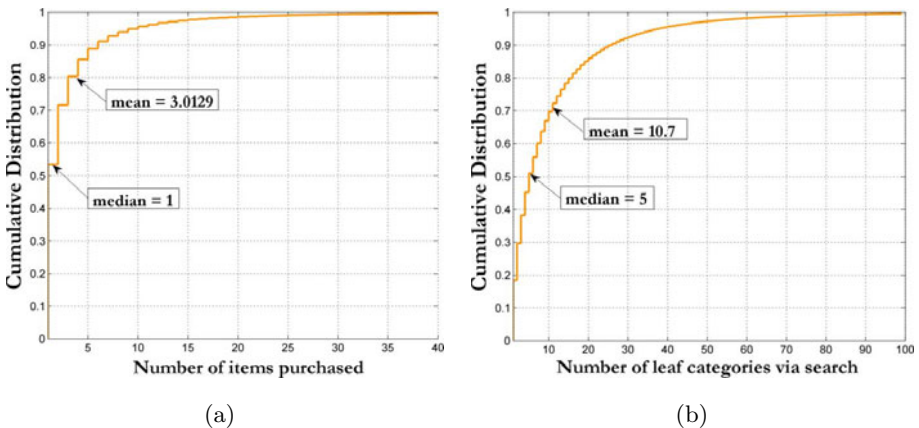 1
0.9
0.8
0.7
0.6
0.5
0.4
0.3
0.2
0.1
0
Cumulative Distribution
mean = 3.0129
median = 1
5 10 15 20 25 30 35 40
Number of items purchased
(a)
1
0.9
0.8
0.7
0.6
0.5
0.4
0.3
0.2
0.1
0
Cumulative Distribution
mean = 10.7
median = 5
10 20 30 40 50 60 70 80 90 100
Number of leaf categories via search
(b)